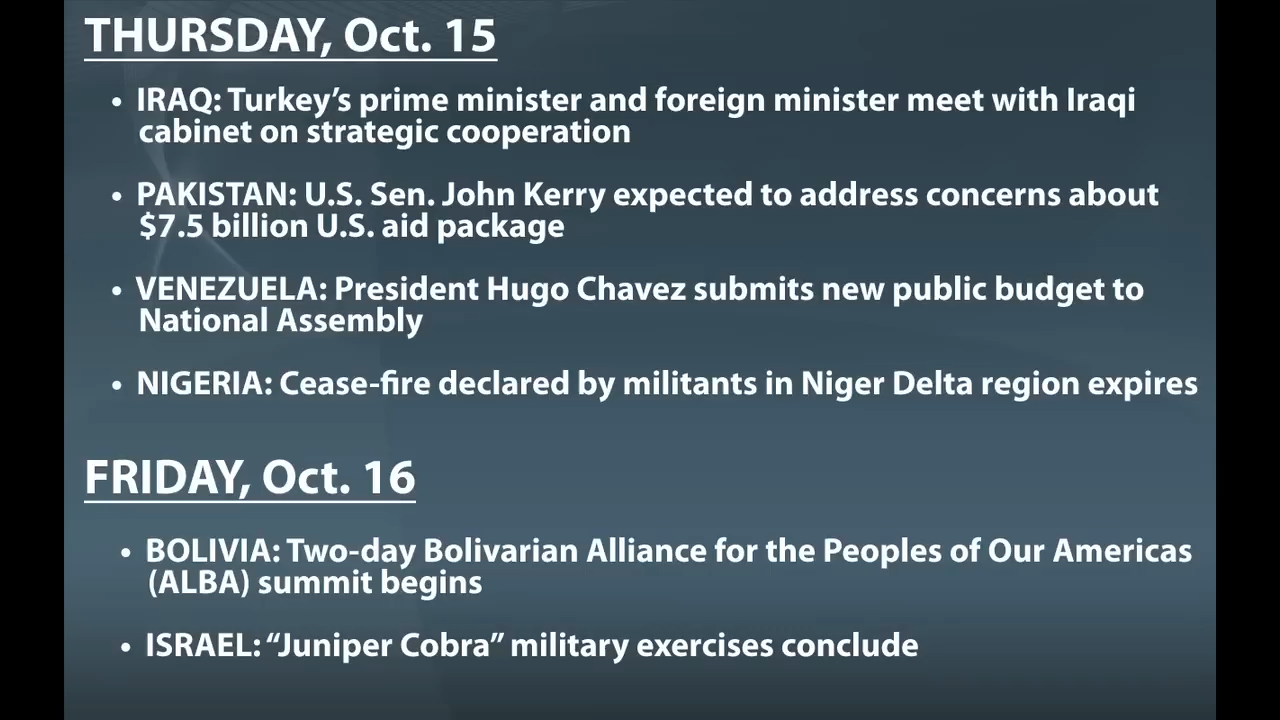 THURSDAY, Oct. 15
• IRAQ: Turkey’s prime minister and foreign minister meet with Iraqi
cabinet on strategic cooperation
• PAKISTAN: U.S. Sen. John Kerry expected to address concerns about
$7.5 billion U.S. aid package
• VENEZUELA: President Hugo Chavez submits new public budget to
National Assembly
• NIGERIA: Cease-fire declared by militants in Niger Delta region expires
FRIDAY, Oct. 16
• BOLIVIA: Two-day Bolivarian Alliance for the Peoples of Our Americas
(ALBA) summit begins
• ISRAEL: “Juniper Cobra” military exercises conclude